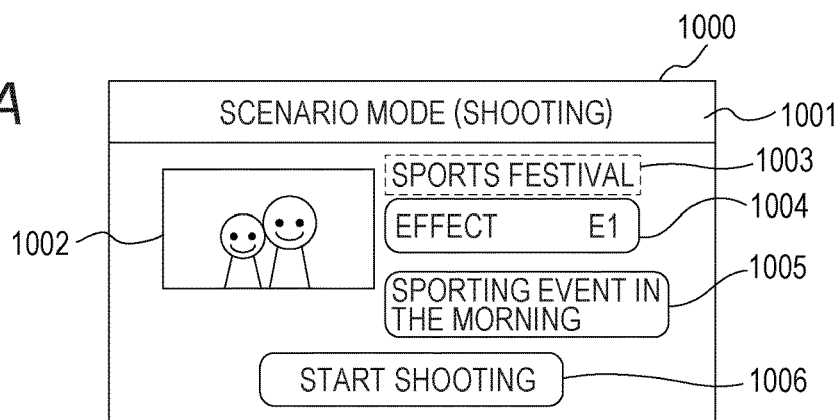 1000
A
SCENARIO MODE (SHOOTING)
1001
SPORTS FESTIVAL
1003
EFFECT E1
1004
1002
SPORTING EVENT IN
THE MORNING
1005
START SHOOTING
1006